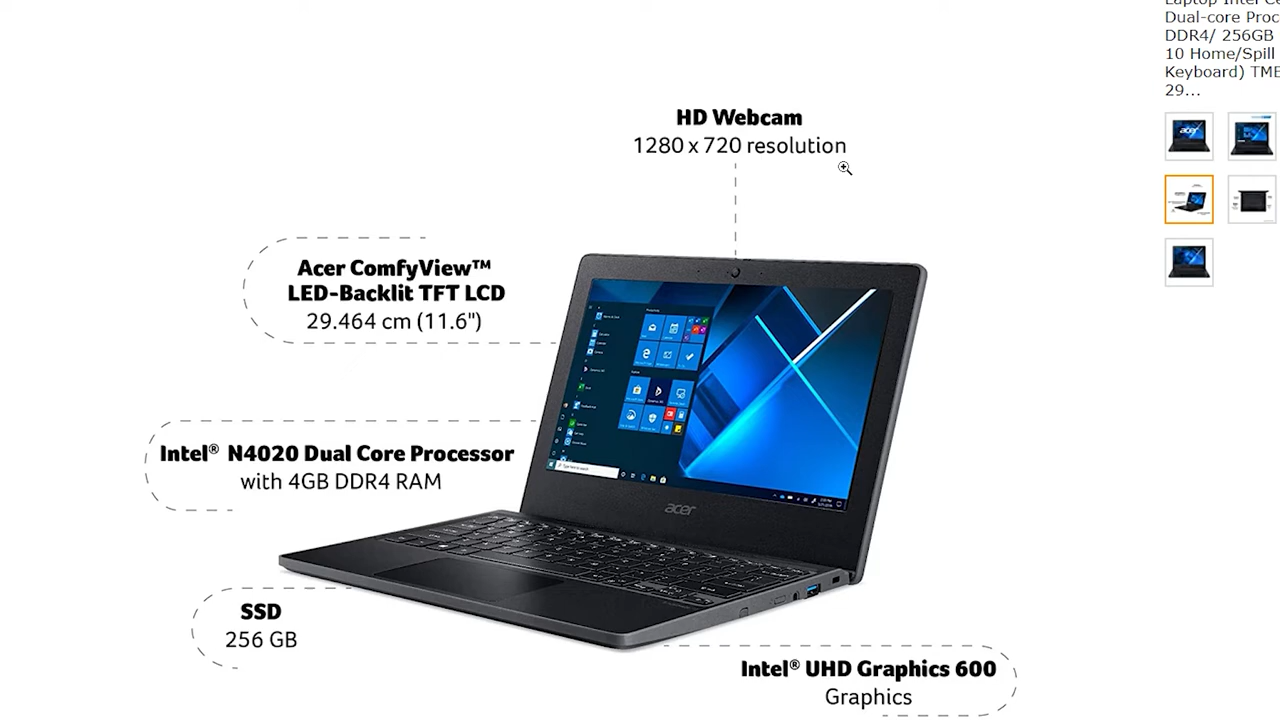 Dual-core Proc
DDR4/ 256GB
10 Home/Spill
Keyboard) TME
29...
HD Webcam
1280 x 720 resolution
Acer ComfyView™
LED-Backlit TFT LCD
29.464 cm (11.6")
Intel® N4020 Dual Core Processor
with 4GB DDR4 RAM
acer
SSD
256 GB
Intel® UHD Graphics 600
Graphics